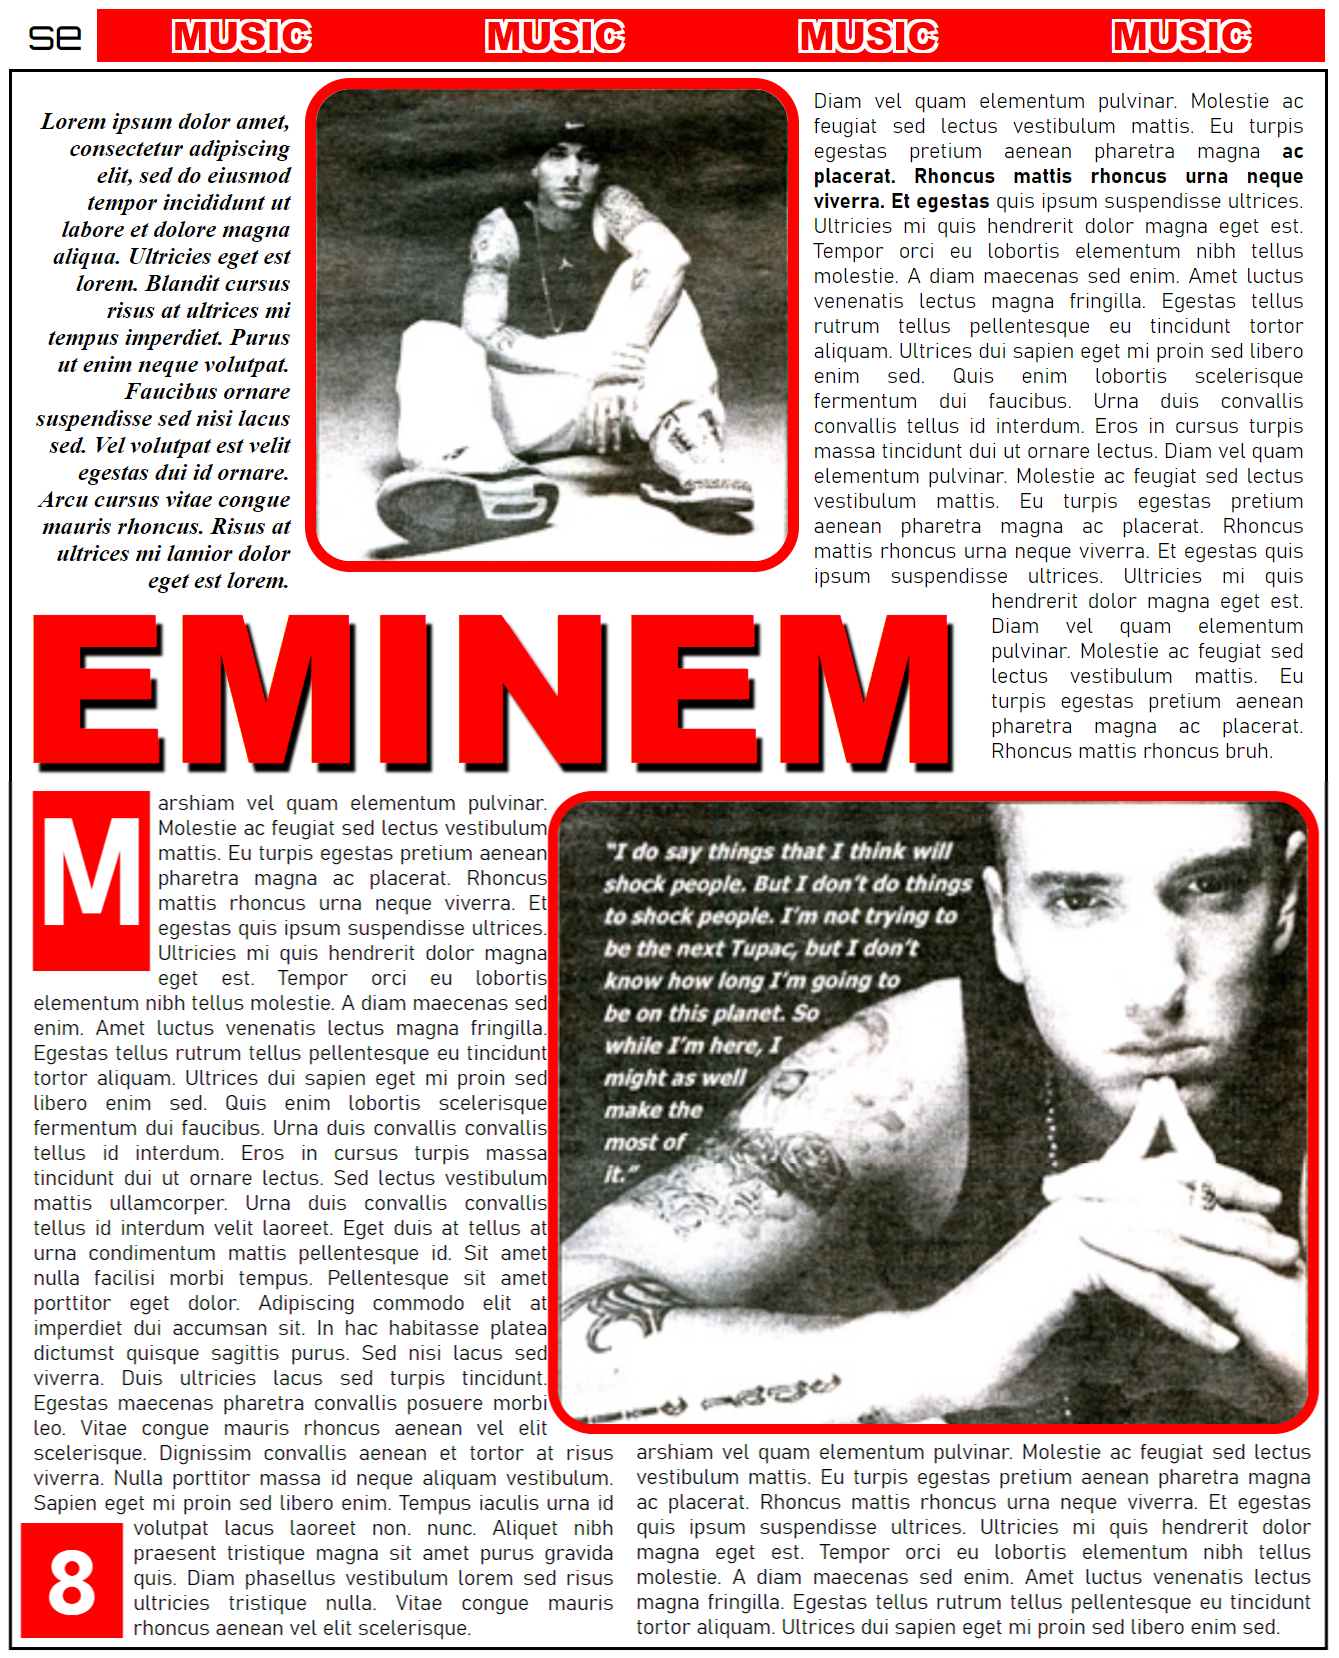 se MUSIC MUSIC MUSIC MUSIC
Lorem ipsum dolor amet,
consectetur adipiscing
elit, sed do eiusmod
tempor incididunt ut
labore et dolore magna
aliqua. Ultricies eget est
lorem. Blandit cursus
risus at ultrices mi
tempus imperdiet. Purus
ut enim neque volutpat.
Faucibus ornare
suspendisse sed nisi lacus
sed. Vel volutpat est velit
egestas dui id ornare.
Arcu cursus vitae congue
mauris rhoncus. Risus at
ultrices mi lamior dolor
eget est lorem.
Diam vel quam elementum pulvinar. Molestie ac
feugiat sed lectus vestibulum mattis. Eu turpis
egestas pretium aenean pharetra magna ac
placerat. Rhoncus mattis rhoncus urna neque
viverra. Et egestas quis ipsum suspendisse ultrices.
Ultricies mi quis hendrerit dolor magna eget est.
Tempor orci eu lobortis elementum nibh tellus
molestie. A diam maecenas sed enim. Amet luctus
venenatis lectus magna fringilla. Egestas tellus
rutrum tellus pellentesque eu tincidunt tortor
aliquam. Ultrices dui sapien eget mi proin sed libero
enim sed. Quis enim lobortis scelerisque
fermentum dui faucibus. Urna duis convallis
convallis tellus id interdum. Eros in cursus turpis
massa tincidunt dui ut ornare lectus. Diam vel quam
elementum pulvinar. Molestie ac feugiat sed lectus
vestibulum mattis. Eu turpis egestas pretium
aenean pharetra magna ac placerat. Rhoncus
mattis rhoncus urna neque viverra. Et egestas quis
ipsum suspendisse ultrices. Ultricies mi quis
hendrerit dolor magna eget est.
Diam vel quam elementum
pulvinar. Molestie ac feugiat sed
lectus vestibulum mattis. Eu
turpis egestas pretium aenean
pharetra magna ac placerat.
Rhoncus mattis rhoncus bruh.
EMINEM
M
arshiam vel quam elementum pulvinar.
Molestie ac feugiat sed lectus vestibulum
mattis. Eu turpis egestas pretium aenean
pharetra magna ac placerat. Rhoncus
mattis rhoncus urna neque viverra. Et
egestas quis ipsum suspendisse ultrices.
Ultricies mi quis hendrerit dolor magna
eget est. Tempor orci eu lobortis
elementum nibh tellus molestie. A diam maecenas sed
enim. Amet luctus venenatis lectus magna fringilla.
Egestas tellus rutrum tellus pellentesque eu tincidunt
tortor aliquam. Ultrices dui sapien eget mi proin sed
libero enim sed. Quis enim lobortis scelerisque
fermentum dui faucibus. Urna duis convallis convallis
tellus id interdum. Eros in cursus turpis massa
tincidunt dui ut ornare lectus. Sed lectus vestibulum
mattis ullamcorper. Urna duis convallis convallis
tellus id interdum velit laoreet. Eget duis at tellus at
urna condimentum mattis pellentesque id. Sit amet
nulla facilisi morbi tempus. Pellentesque sit amet
porttitor eget dolor. Adipiscing commodo elit at
imperdiet dui accumsan sit. In hac habitasse platea
dictumst quisque sagittis purus. Sed nisi lacus sed
viverra. Duis ultricies lacus sed turpis tincidunt.
Egestas maecenas pharetra convallis posuere morbi
leo. Vitae congue mauris rhoncus aenean vel elit
scelerisque. Dignissim convallis aenean et tortor at risus
viverra. Nulla porttitor massa id neque aliquam vestibulum.
Sapien eget mi proin sed libero enim. Tempus iaculis urna id
volutpat lacus laoreet non. nunc. Aliquet nibh
praesent tristique magna sit amet purus gravida
quis. Diam phasellus vestibulum lorem sed risus
ultricies tristique nulla. Vitae congue mauris
rhoncus aenean vel elit scelerisque.
8
"I do say things that I think will
shock people. But I don't do things
to shock people. I'm not trying to
be the next Tupac, but I don't
know how long I'm going to
be on this planet. So
while I'm here, I
might as well
make the
most of
it."
arshiam vel quam elementum pulvinar. Molestie ac feugiat sed lectus
vestibulum mattis. Eu turpis egestas pretium aenean pharetra magna
ac placerat. Rhoncus mattis rhoncus urna neque viverra. Et egestas
quis ipsum suspendisse ultrices. Ultricies mi quis hendrerit dolor
magna eget est. Tempor orci eu lobortis elementum nibh tellus
molestie. A diam maecenas sed enim. Amet luctus venenatis lectus
magna fringilla. Egestas tellus rutrum tellus pellentesque eu tincidunt
tortor aliquam. Ultrices dui sapien eget mi proin sed libero enim sed.